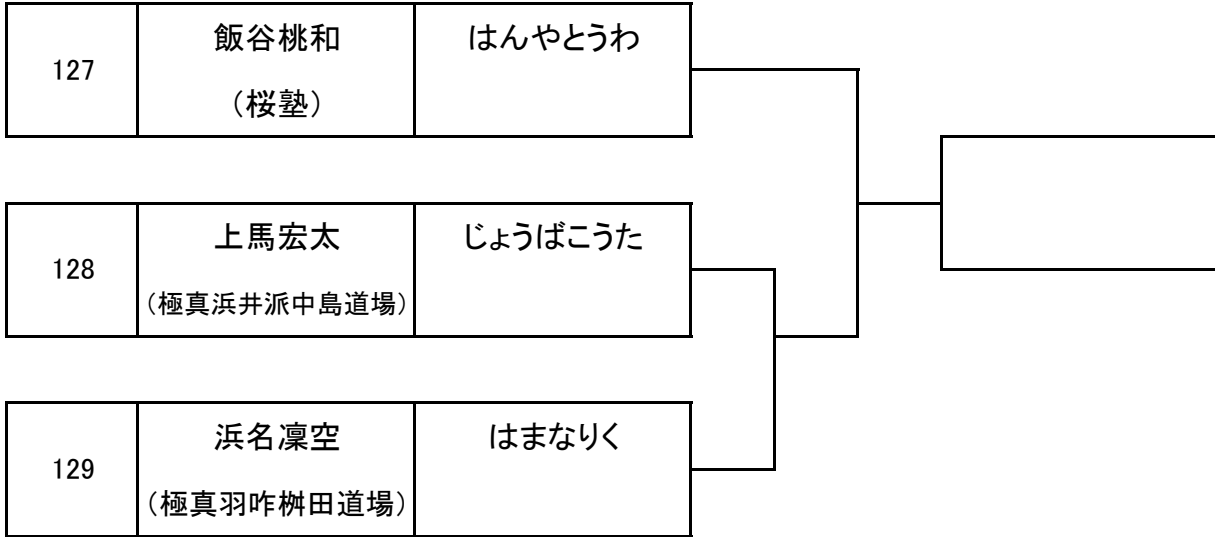 127
飯谷桃和
はんやとうわ
（桜塾）
128
上馬宏太
じょうばこうた
（極真浜井派中島道場）
129
浜名凜空
はまなりく
（極真羽咋桝田道場）